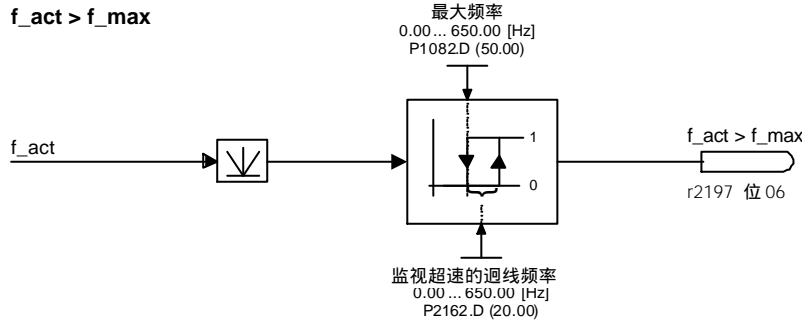 f_act > f_max
最大频率
0.00 ... 650.00 [Hz]
P1082.D (50.00)
f_act
1
0
f_act > f_max
r2197 位 06
监视超速的迥线频率
0.00 ... 650.00 [Hz]
P2162.D (20.00)